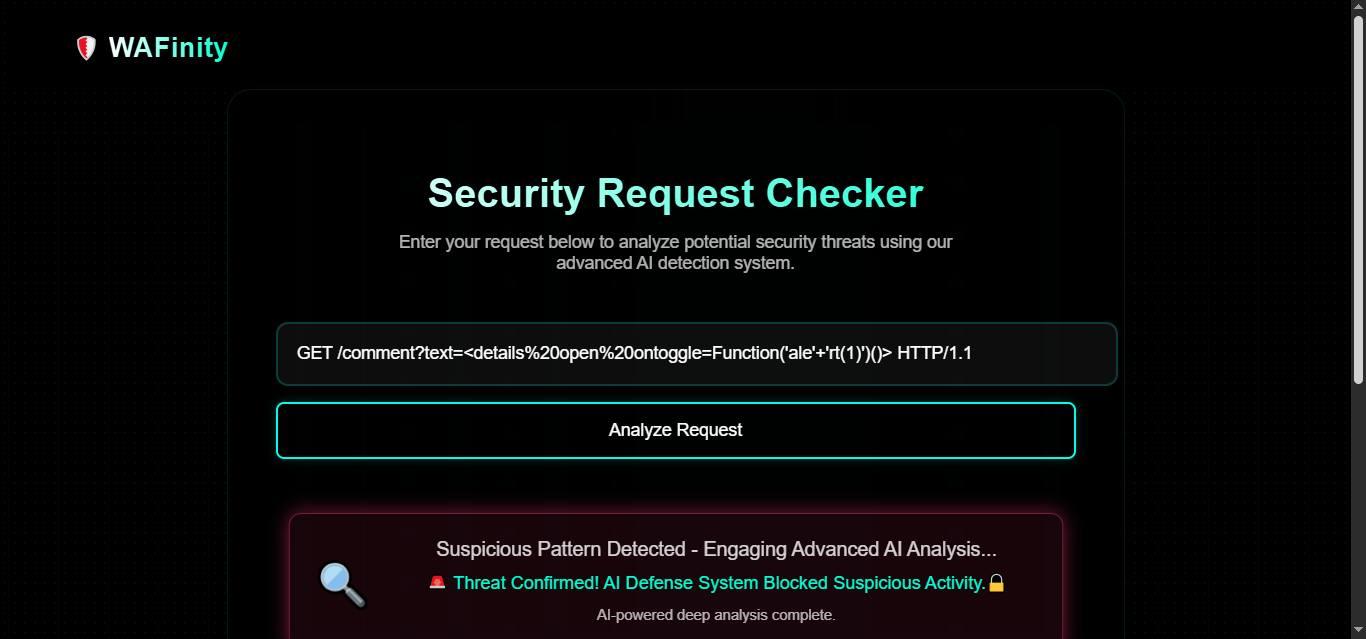 WAFinity
Security Request Checker
Enter your request below to analyze potential security threats using our
advanced AI detection system.
GET /comment?text=<details%20open%20ontoggle=Function('ale'+'rt(1)')()> HTTP/1.1
Analyze Request
Suspicious Pattern Detected - Engaging Advanced AI Analysis...
🚨 Threat Confirmed! AI Defense System Blocked Suspicious Activity.🔒
AI-powered deep analysis complete.